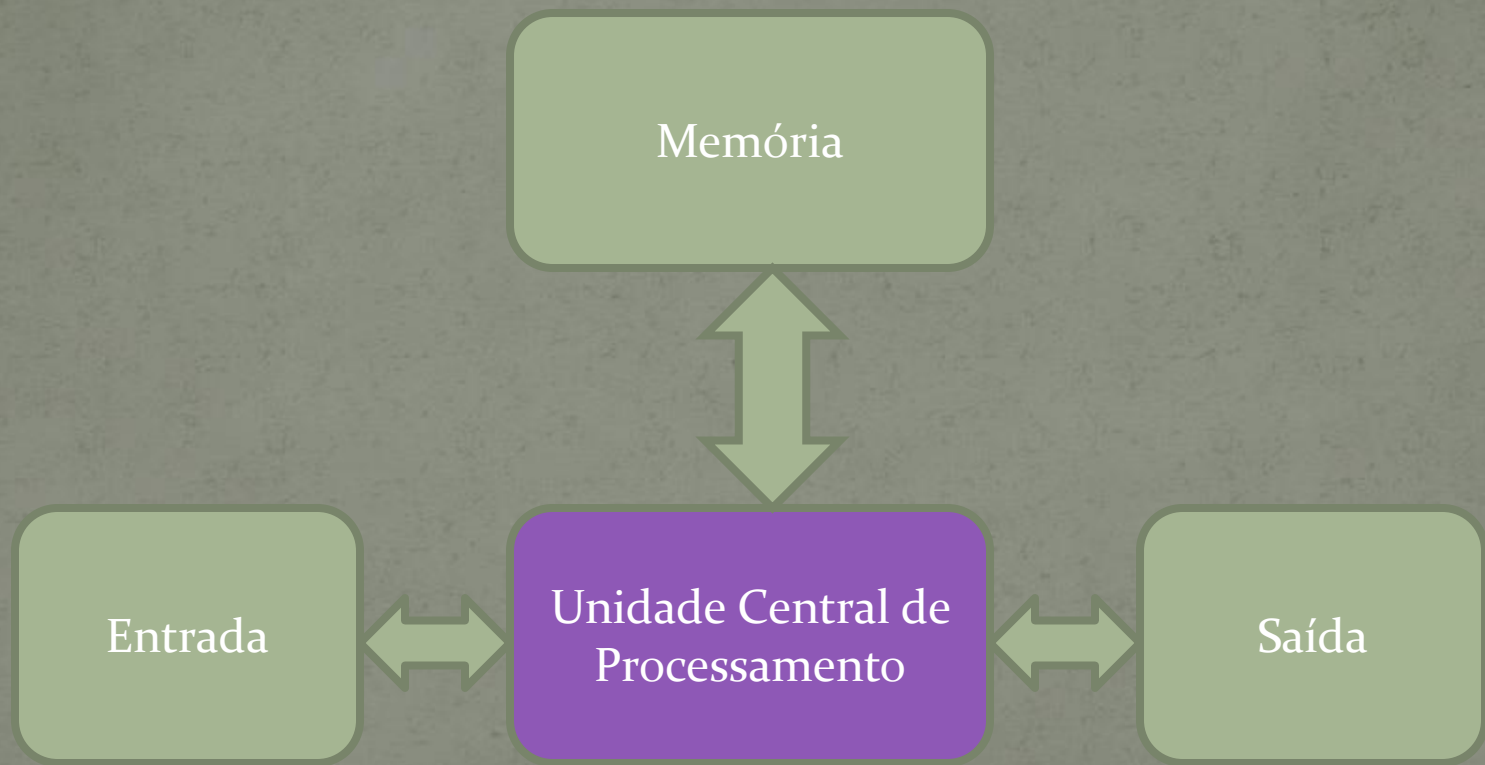 Memória
Entrada
Unidade Central de
Processamento
Saída